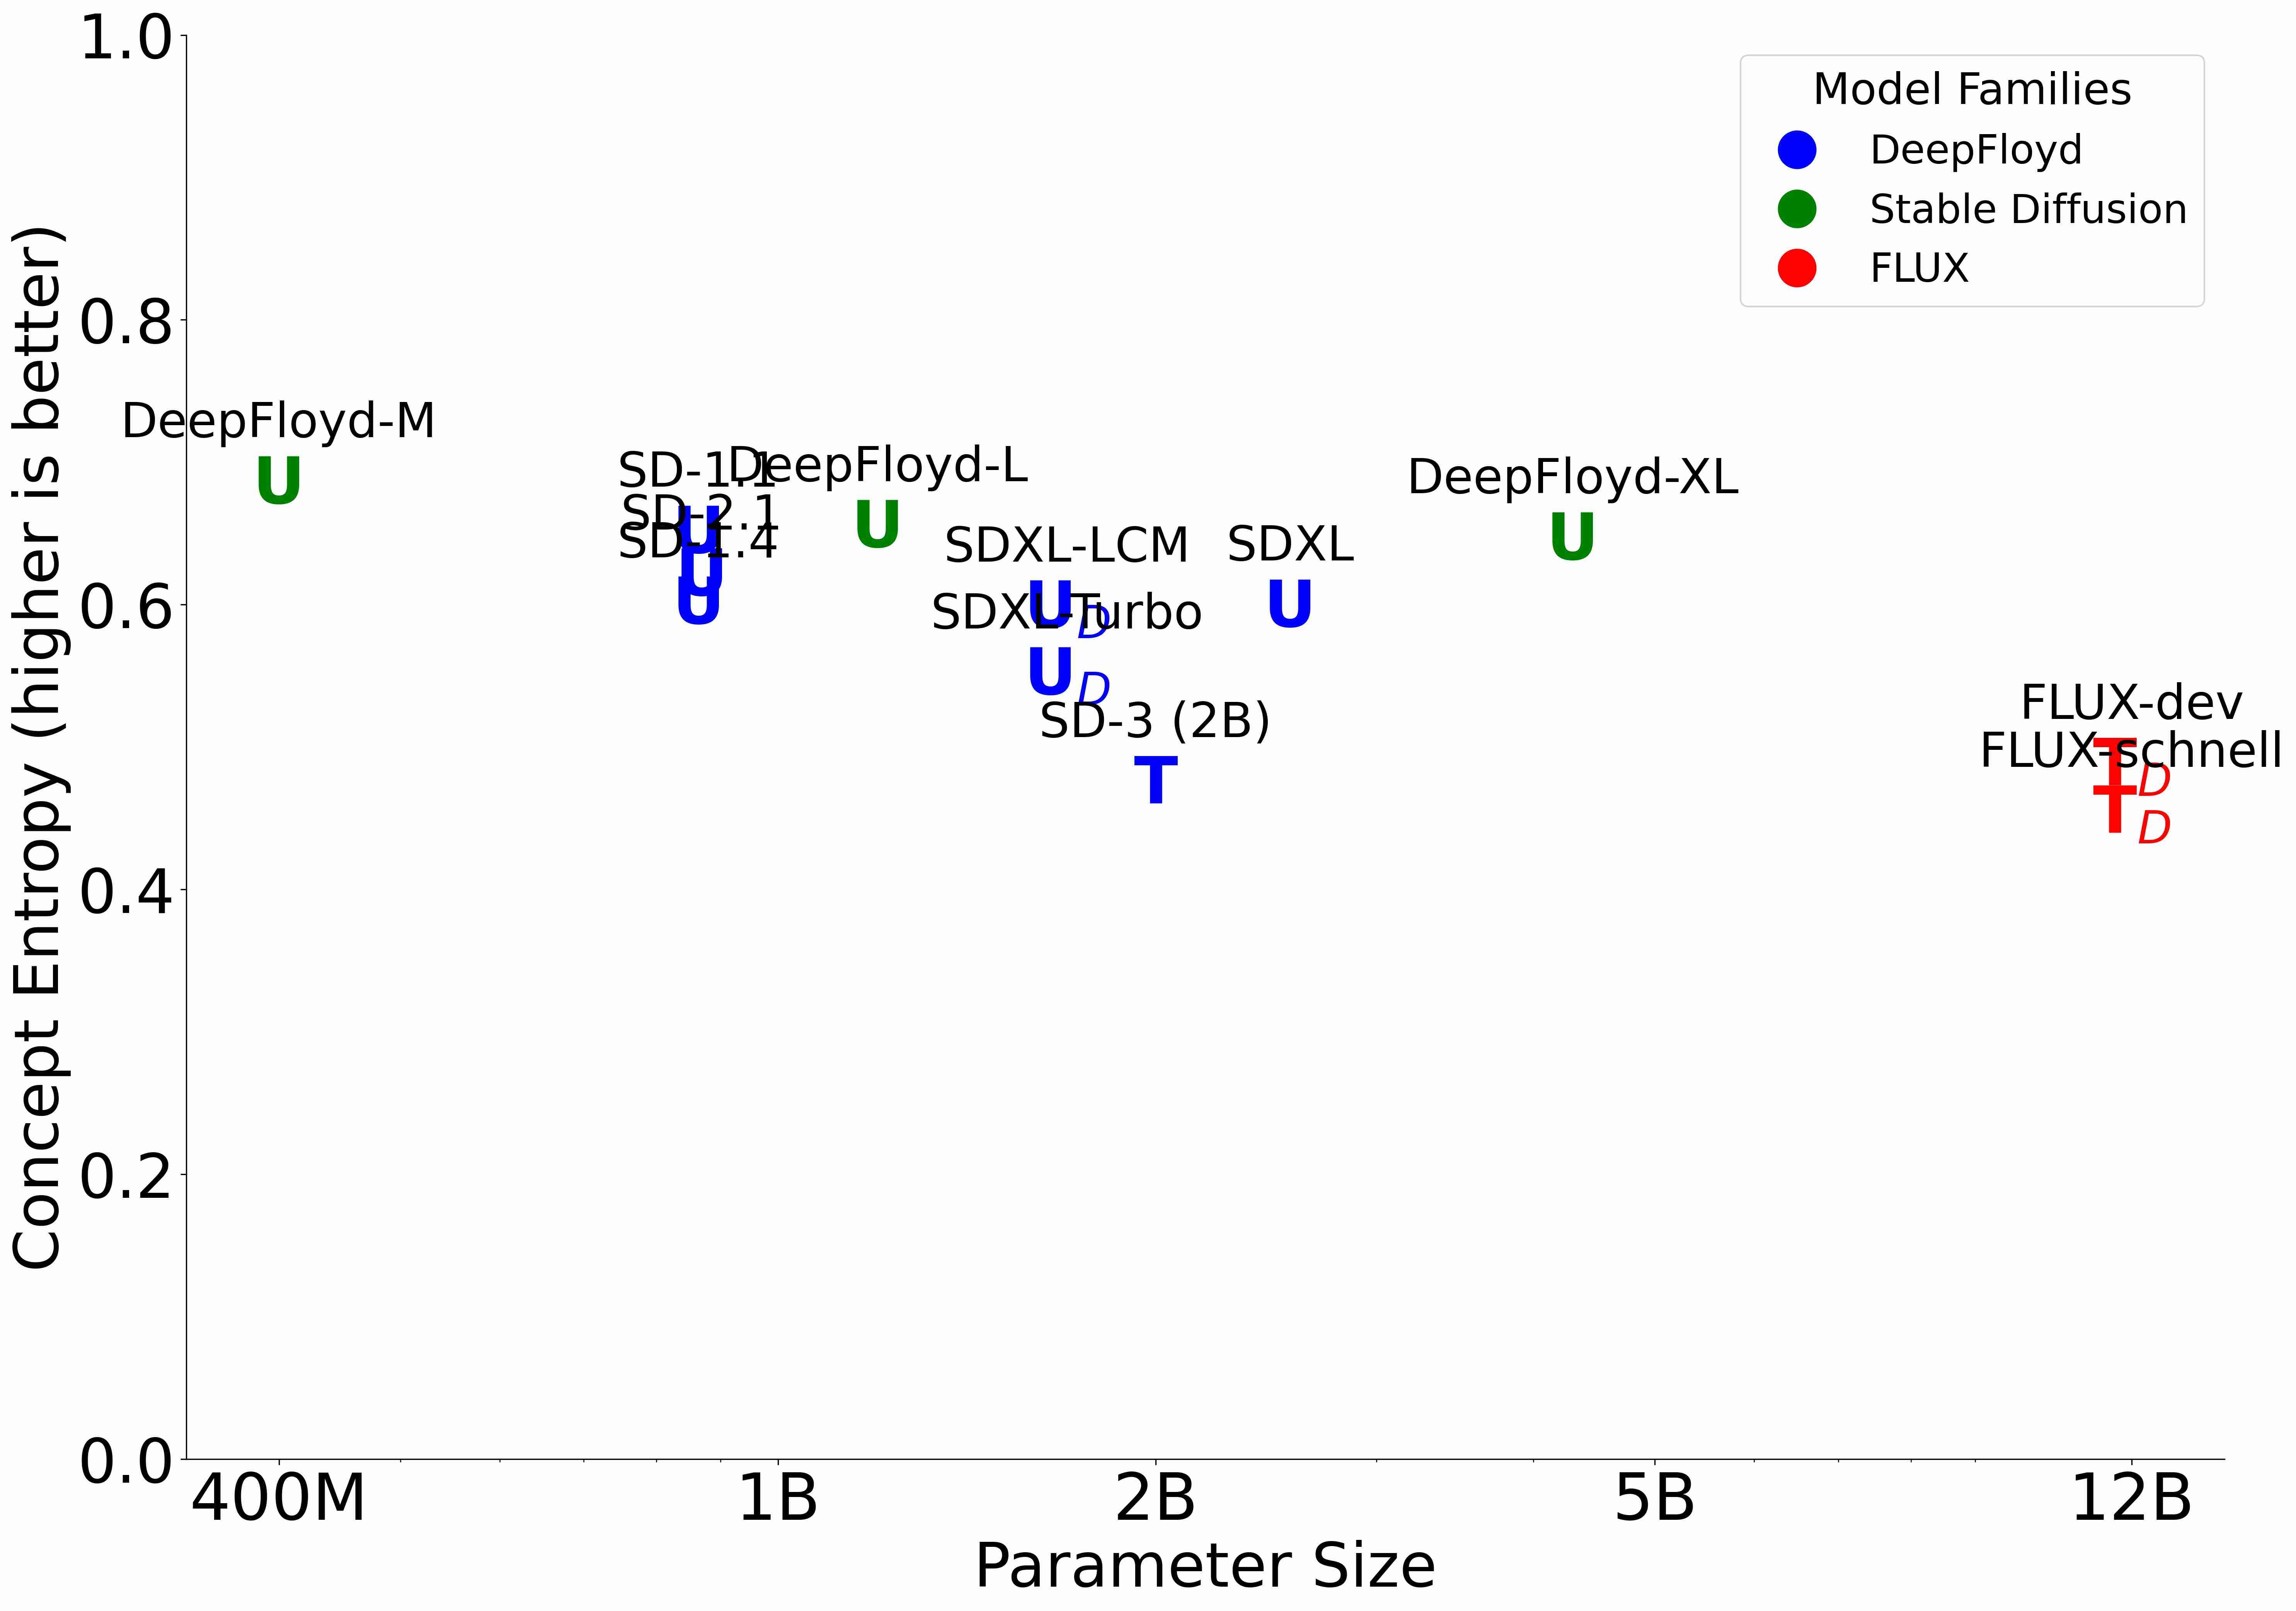 Concept Entropy (higher is better)
1.0
0.8
0.6
0.4
0.2
0.0
Model Families
DeepFloyd
Stable Diffusion
FLUX
DeepFloyd-M
U
SD-1.1
U
SD-2.1
U
SD-1.4
U
DeepFloyd-L
U
SDXL-LCM
U D
SDXL-Turbo
U D
SDXL
U
SD-3 (2B)
T
DeepFloyd-XL
U
FLUX-dev
T D
FLUX-schnell
T D
400M
1B
2B
5B
12B
Parameter Size